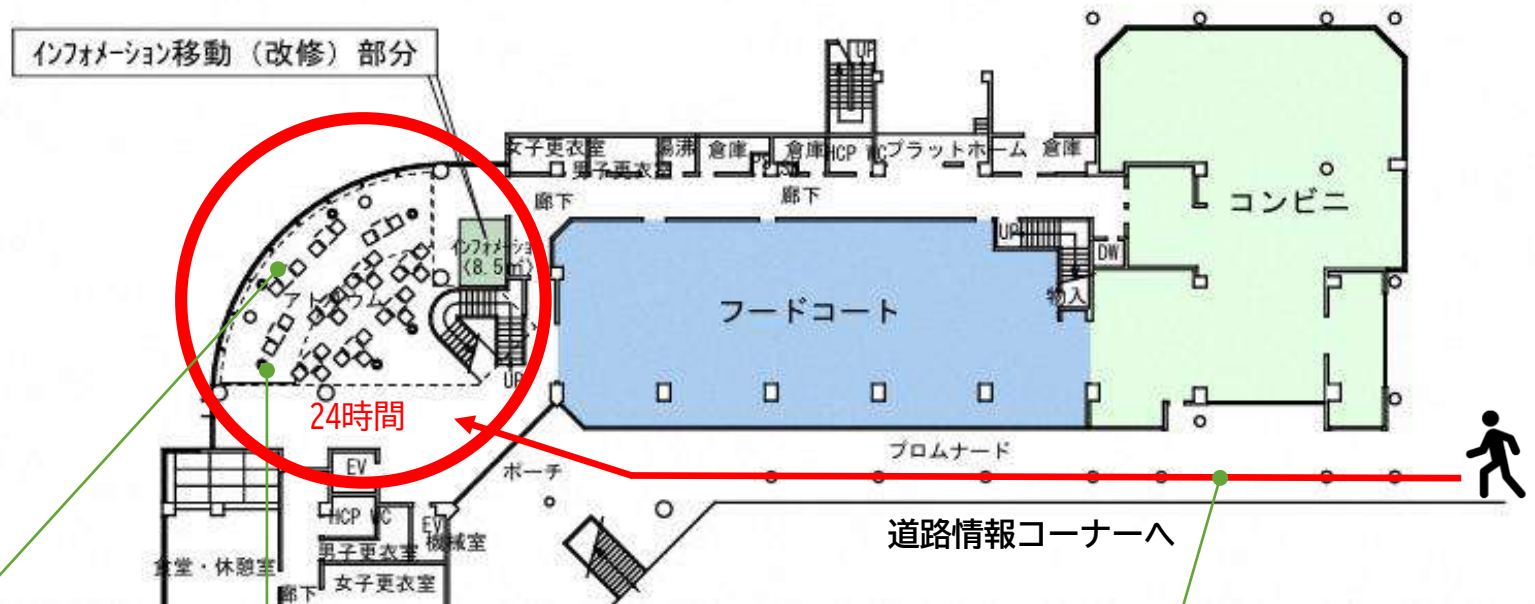 インフォメーション移動（改修）部分
UP
女子更衣室
男子更衣室
湯沸
倉庫
倉庫
HCP WC
プラットホーム
倉庫
廊下
廊下
コンビニ
インフォメーション
(8.5㎡)
UP
DW
アトリウム
フードコート
物入
UP
24時間
プロムナード
EV
ポーチ
HCP WC
EV
機械室
道路情報コーナーへ
男子更衣室
食堂・休憩室
女子更衣室
廊下